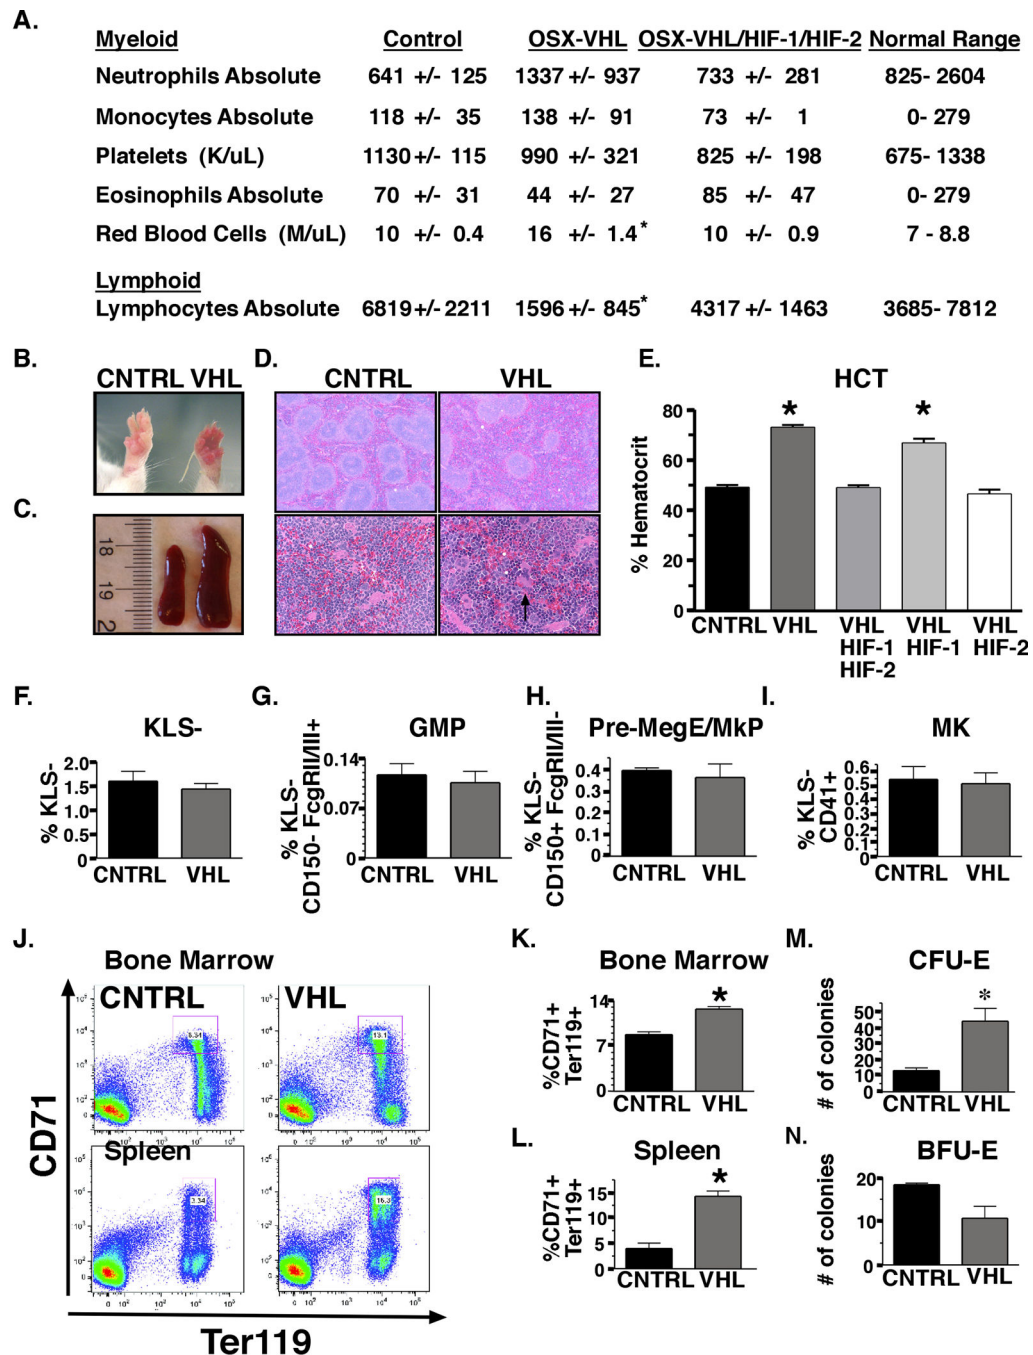 A.
Myeloid Control OSX-VHL OSX-VHL/HIF-1/HIF-2 Normal Range
Neutrophils Absolute 641 +/- 125 1337 +/- 937 733 +/- 281 825- 2604
Monocytes Absolute 118 +/- 35 138 +/- 91 73 +/- 1 0- 279
Platelets (K/uL) 1130 +/- 115 990 +/- 321 825 +/- 198 675- 1338
Eosinophils Absolute 70 +/- 31 44 +/- 27 85 +/- 47 0- 279
Red Blood Cells (M/uL) 10 +/- 0.4 16 +/- 1.4* 10 +/- 0.9 7 - 8.8
Lymphoid
Lymphocytes Absolute 6819 +/- 2211 1596 +/- 845* 4317 +/- 1463 3685- 7812
B.
CNTRL VHL
C.
18
19
2
D.
CNTRL VHL
E.
HCT
% Hematocrit
80
60
40
20
0
* *
CNTRL VHL VHL VHL VHL
HIF-1 HIF-1 HIF-2
HIF-2
F.
KLS-
% KLS-
2.0
1.5
1.0
0.5
0
CNTRL VHL
G.
GMP
% KLS-
CD150- FcgRII/III+
0.14
0.07
0
CNTRL VHL
H.
Pre-MegE/MkP
% KLS-
CD150+ FcgRII/III-
0.4
0.3
0.2
0.1
0
CNTRL VHL
I.
MK
% KLS-
CD41+
0.6
0.5
0.4
0.3
0.2
0.1
0
CNTRL VHL
J.
Bone Marrow
CNTRL VHL
13.1
Spleen
3.34 16.3
CD71
Ter119
K.
Bone Marrow
%CD71+
Ter119+
14
7
0
*
CNTRL VHL
L.
Spleen
%CD71+
Ter119+
15
10
5
0
*
CNTRL VHL
M.
CFU-E
# of colonies
50
40
30
20
10
0
*
CNTRL VHL
N.
BFU-E
# of colonies
20
10
0
CNTRL VHL